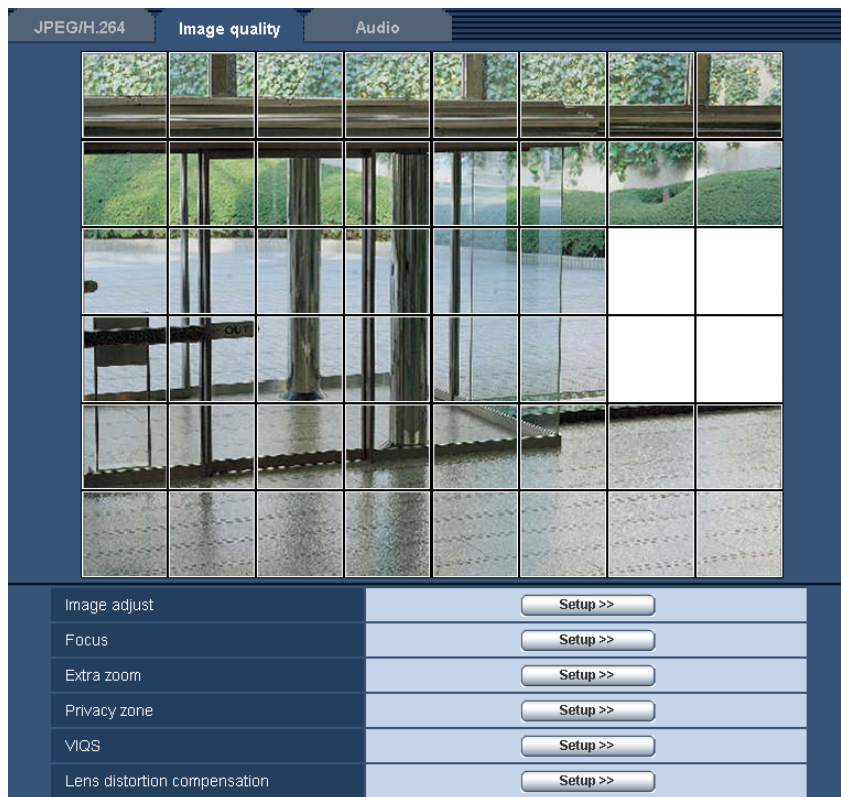 JPEG/H.264 Image quality Audio
OUT
Image adjust Setup >>
Focus Setup >>
Extra zoom Setup >>
Privacy zone Setup >>
VIQS Setup >>
Lens distortion compensation Setup >>